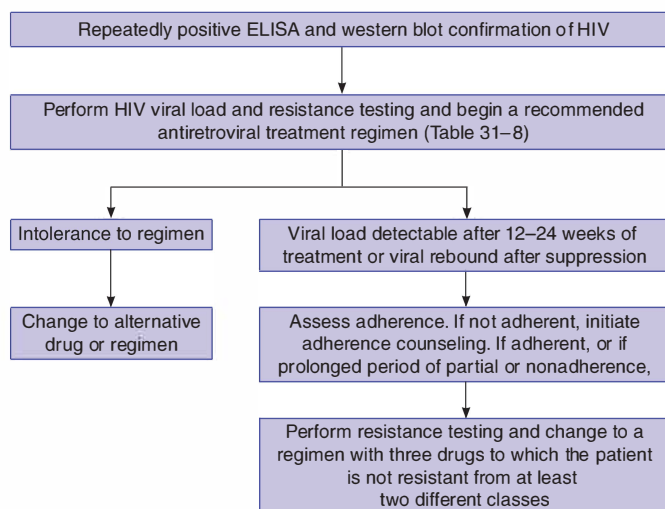 Repeatedly positive ELISA and western blot confirmation of HIV
Perform HIV viral load and resistance testing and begin a recommended
antiretroviral treatment regimen (Table 31–8)
Intolerance to regimen
Change to alternative
drug or regimen
Viral load detectable after 12–24 weeks of
treatment or viral rebound after suppression
Assess adherence. If not adherent, initiate
adherence counseling. If adherent, or if
prolonged period of partial or nonadherence,
Perform resistance testing and change to a
regimen with three drugs to which the patient
is not resistant from at least
two different classes